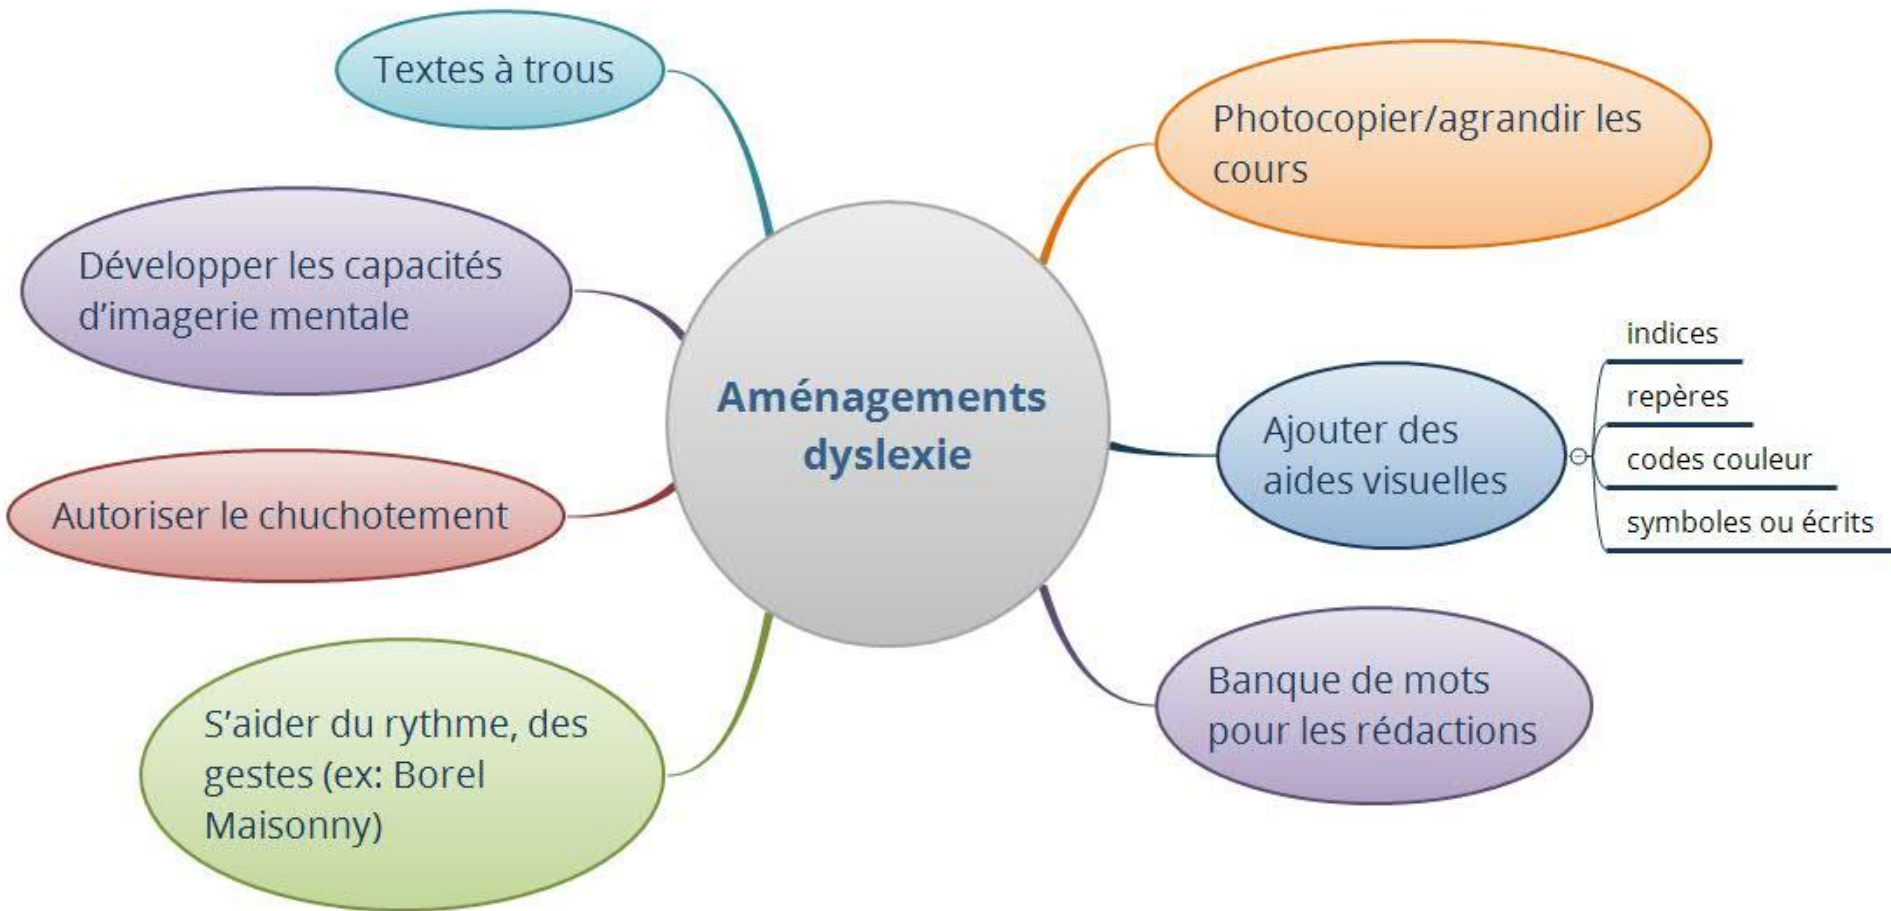 Aménagements
dyslexie
Photocopier/agrandir les
cours
Ajouter des
aides visuelles
indices
repères
codes couleur
symboles ou écrits
Banque de mots
pour les rédactions
S'aider du rythme, des
gestes (ex: Borel
Maisonny)
Autoriser le chuchotement
Développer les capacités
d'imagerie mentale
Textes à trous